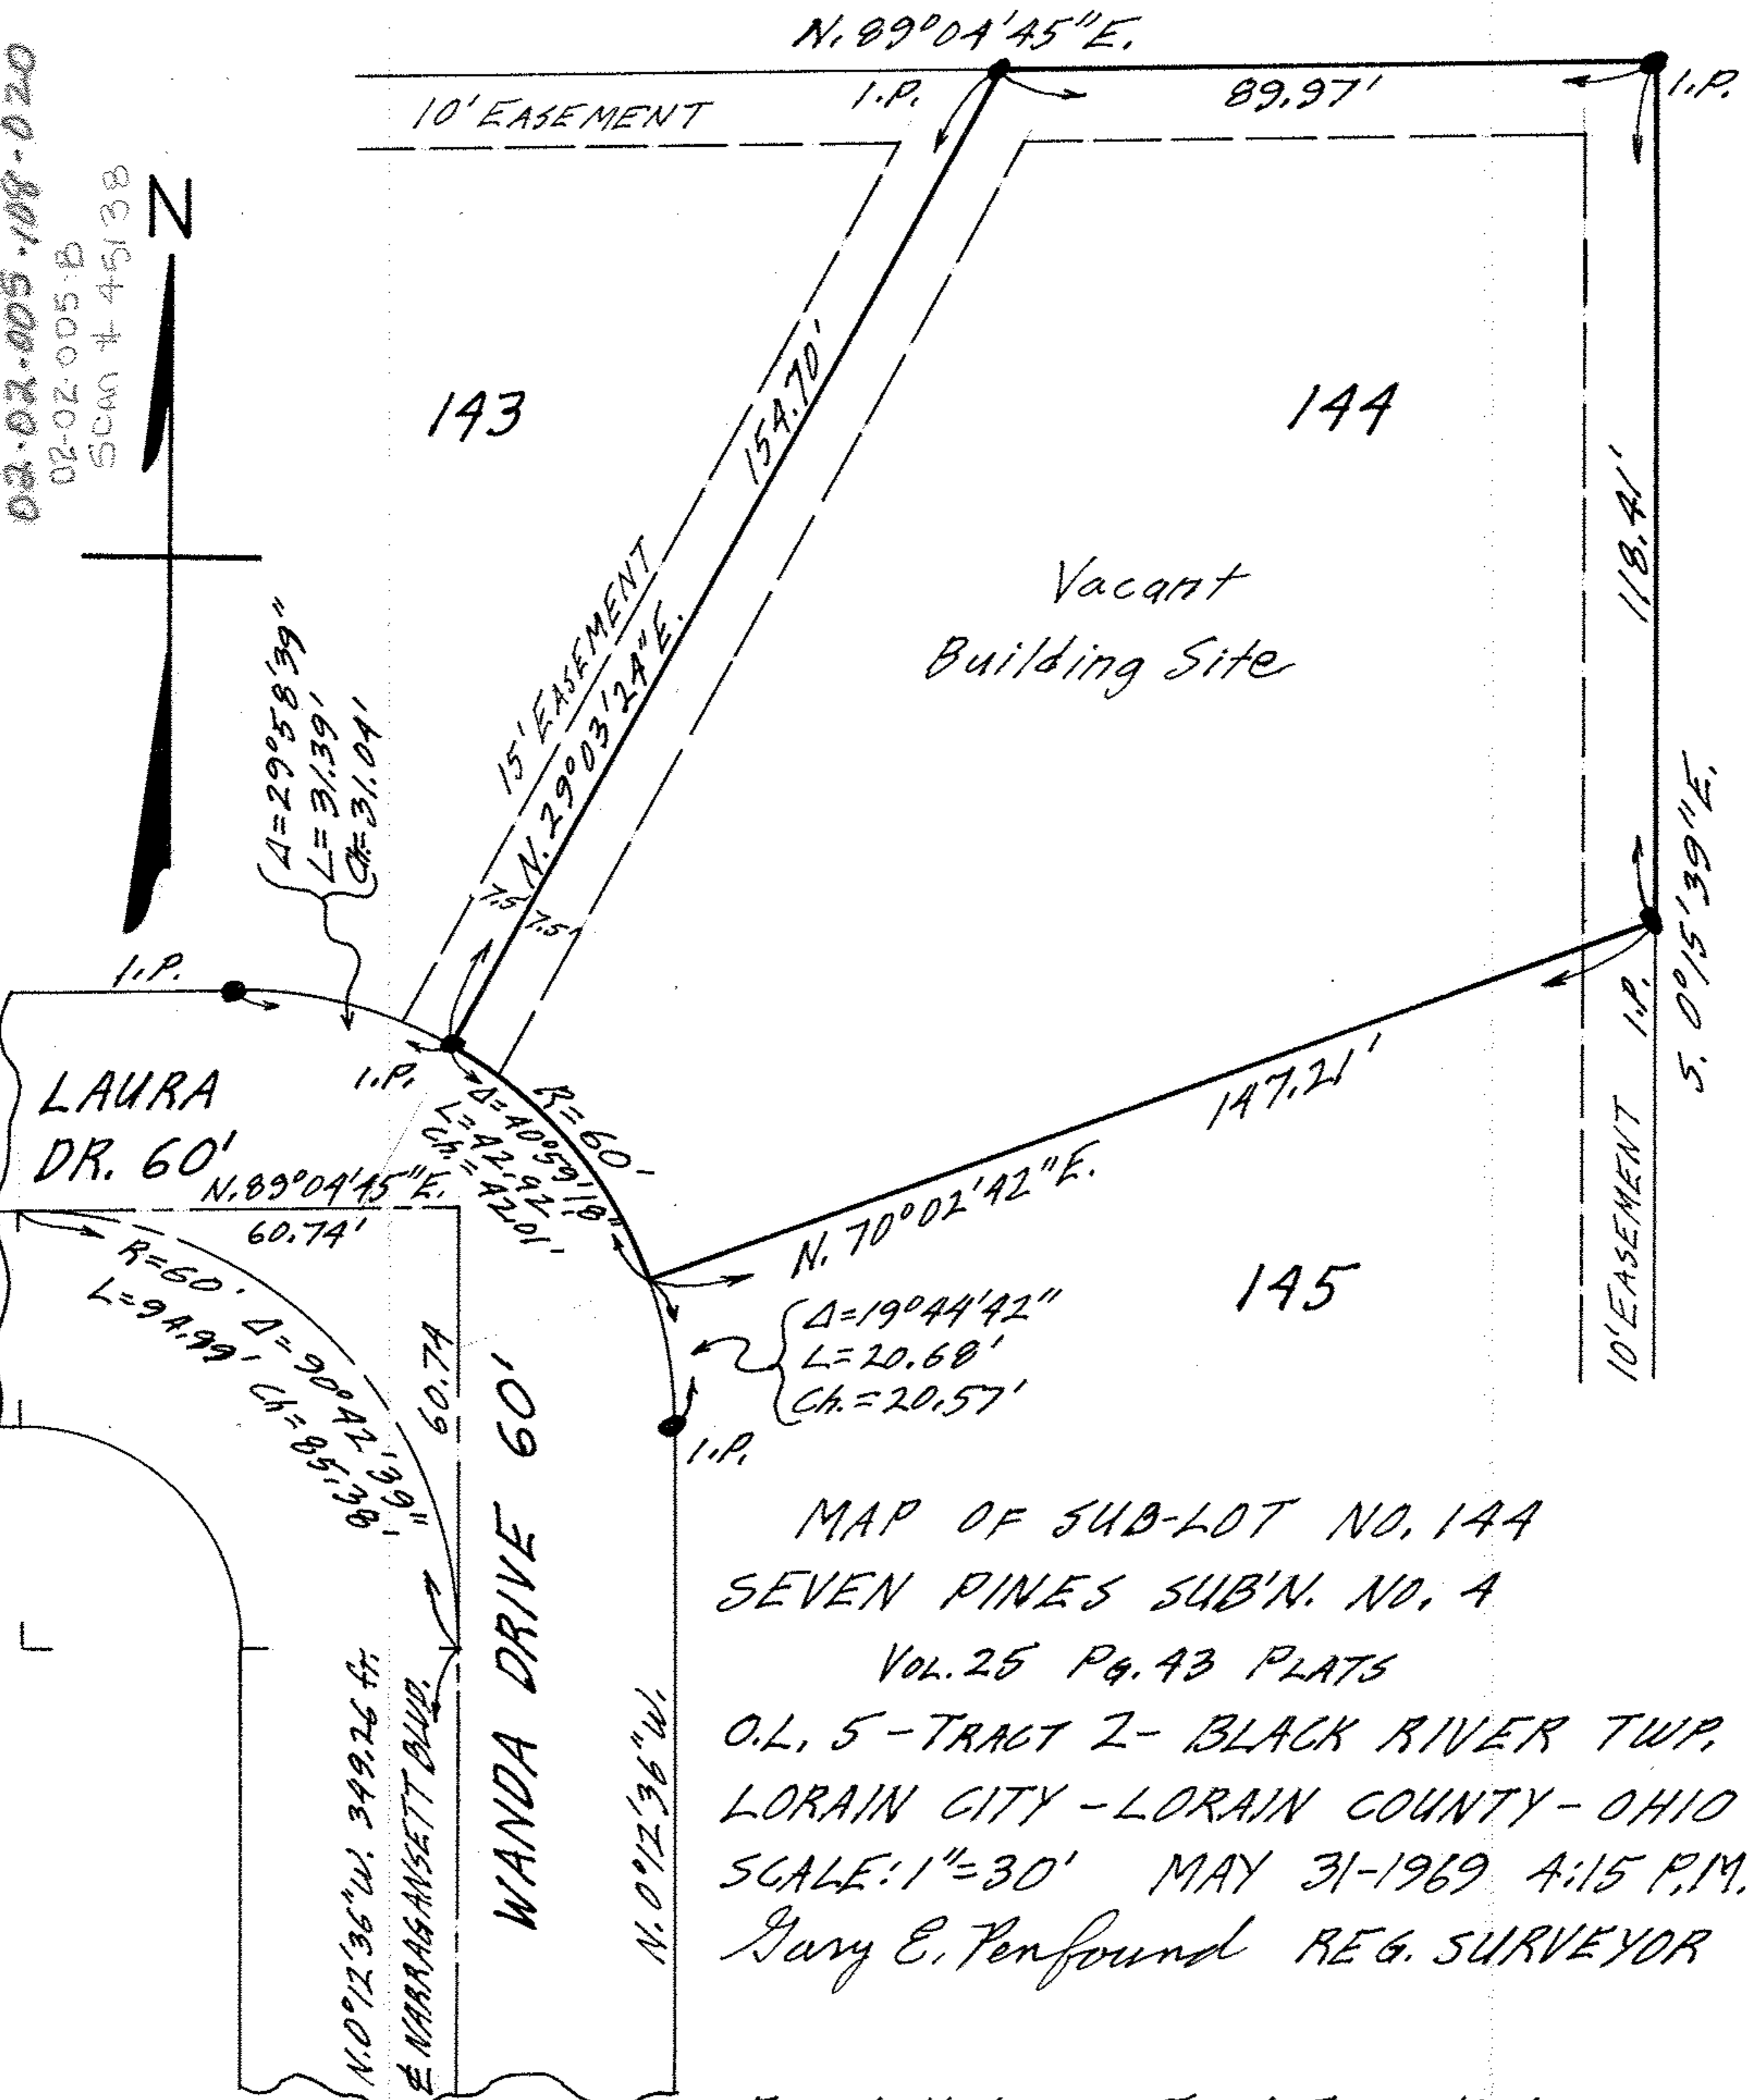 N. 89°04'45"E.
I.P.
89.97'
I.P.
10' EASEMENT
02-02-005-108-020
02-02-005-B
SCAN # 45138
N
143
154.70'
144
118.41'
Vacant
Building Site
15' EASEMENT
N. 29°03'24"E.
Δ=29°58'39"
L=31.39'
Ch=31.04'
7.5'
7.5'
S. 0°15'39"E.
I.P.
I.P.
I.P.
LAURA
DR. 60'
R=60'
Δ=40°59'18"
L=42.92'
Ch.=42.01'
147.21'
N. 70°02'42"E.
10' EASEMENT
N. 89°04'45"E.
60.74'
145
R=60' Δ=90°42'39"
L=94.99' Ch=85.38'
60.74
Δ=19°44'42"
L=20.68'
Ch.=20.57'
I.P.
WANDA DRIVE 60'
N. 0°12'36"W. 349.26 ft.
℄ NARRAGANSETT BLVD.
N. 0°12'36"W.
MAP OF SUB-LOT NO. 144
SEVEN PINES SUB'N. NO. 4
VOL. 25 PG. 43 PLATS
O.L. 5-TRACT 2- BLACK RIVER TWP.
LORAIN CITY-LORAIN COUNTY-OHIO
SCALE: 1"=30' MAY 31-1969 4:15 P.M.
Gary E. Penfound REG. SURVEYOR